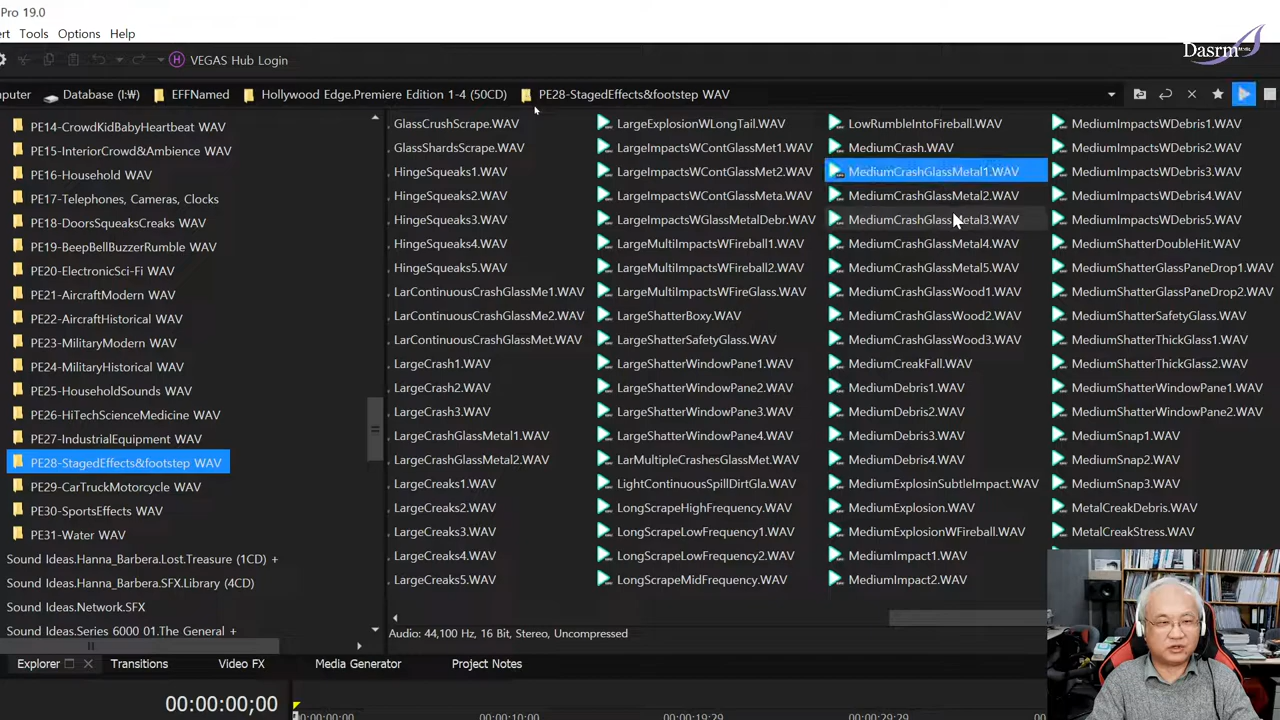 Pro 19.0
Dasrm
rt Tools Options Help
VEGAS Hub Login
puter Database (I:₩) EFFNamed Hollywood Edge.Premiere Edition 1-4 (50CD) PE28-StagedEffects&footstep WAV
PE14-CrowdKidBabyHeartbeat WAV
PE15-InteriorCrowd&Ambience WAV
PE16-Household WAV
PE17-Telephones, Cameras, Clocks
PE18-DoorsSqueaksCreaks WAV
PE19-BeepBellBuzzerRumble WAV
PE20-ElectronicSci-Fi WAV
PE21-AircraftModern WAV
PE22-AircraftHistorical WAV
PE23-MilitaryModern WAV
PE24-MilitaryHistorical WAV
PE25-HouseholdSounds WAV
PE26-HiTechScienceMedicine WAV
PE27-IndustrialEquipment WAV
PE28-StagedEffects&footstep WAV
PE29-CarTruckMotorcycle WAV
PE30-SportsEffects WAV
PE31-Water WAV
Sound Ideas.Hanna_Barbera.Lost.Treasure (1CD) +
Sound Ideas.Hanna_Barbera.SFX.Library (4CD)
Sound Ideas.Network.SFX
Sound Ideas.Series 6000 01.The General +
GlassCrushScrape.WAV
GlassShardsScrape.WAV
HingeSqueaks1.WAV
HingeSqueaks2.WAV
HingeSqueaks3.WAV
HingeSqueaks4.WAV
HingeSqueaks5.WAV
LarContinuousCrashGlassMe1.WAV
LarContinuousCrashGlassMe2.WAV
LarContinuousCrashGlassMet.WAV
LargeCrash1.WAV
LargeCrash2.WAV
LargeCrash3.WAV
LargeCrashGlassMetal1.WAV
LargeCrashGlassMetal2.WAV
LargeCreaks1.WAV
LargeCreaks2.WAV
LargeCreaks3.WAV
LargeCreaks4.WAV
LargeCreaks5.WAV
LargeExplosionWLongTail.WAV
LargeImpactsWContGlassMet1.WAV
LargeImpactsWContGlassMet2.WAV
LargeImpactsWContGlassMeta.WAV
LargeImpactsWGlassMetalDebr.WAV
LargeMultiImpactsWFireball1.WAV
LargeMultiImpactsWFireball2.WAV
LargeMultiImpactsWFireGlass.WAV
LargeShatterBoxy.WAV
LargeShatterSafetyGlass.WAV
LargeShatterWindowPane1.WAV
LargeShatterWindowPane2.WAV
LargeShatterWindowPane3.WAV
LargeShatterWindowPane4.WAV
LarMultipleCrashesGlassMet.WAV
LightContinuousSpillDirtGla.WAV
LongScrapeHighFrequency.WAV
LongScrapeLowFrequency1.WAV
LongScrapeLowFrequency2.WAV
LongScrapeMidFrequency.WAV
LowRumbleIntoFireball.WAV
MediumCrash.WAV
MediumCrashGlassMetal1.WAV
MediumCrashGlassMetal2.WAV
MediumCrashGlassMetal3.WAV
MediumCrashGlassMetal4.WAV
MediumCrashGlassMetal5.WAV
MediumCrashGlassWood1.WAV
MediumCrashGlassWood2.WAV
MediumCrashGlassWood3.WAV
MediumCreakFall.WAV
MediumDebris1.WAV
MediumDebris2.WAV
MediumDebris3.WAV
MediumDebris4.WAV
MediumExplosinSubtleImpact.WAV
MediumExplosion.WAV
MediumExplosionWFireball.WAV
MediumImpact1.WAV
MediumImpact2.WAV
MediumImpactsWDebris1.WAV
MediumImpactsWDebris2.WAV
MediumImpactsWDebris3.WAV
MediumImpactsWDebris4.WAV
MediumImpactsWDebris5.WAV
MediumShatterDoubleHit.WAV
MediumShatterGlassPaneDrop1.WAV
MediumShatterGlassPaneDrop2.WAV
MediumShatterSafetyGlass.WAV
MediumShatterThickGlass1.WAV
MediumShatterThickGlass2.WAV
MediumShatterWindowPane1.WAV
MediumShatterWindowPane2.WAV
MediumSnap1.WAV
MediumSnap2.WAV
MediumSnap3.WAV
MetalCreakDebris.WAV
MetalCreakStress.WAV
Audio: 44,100 Hz, 16 Bit, Stereo, Uncompressed
Explorer Transitions Video FX Media Generator Project Notes
00:00:00;00
00:00:00 00:00:10:00 00:00:19:29 00:00:29:29